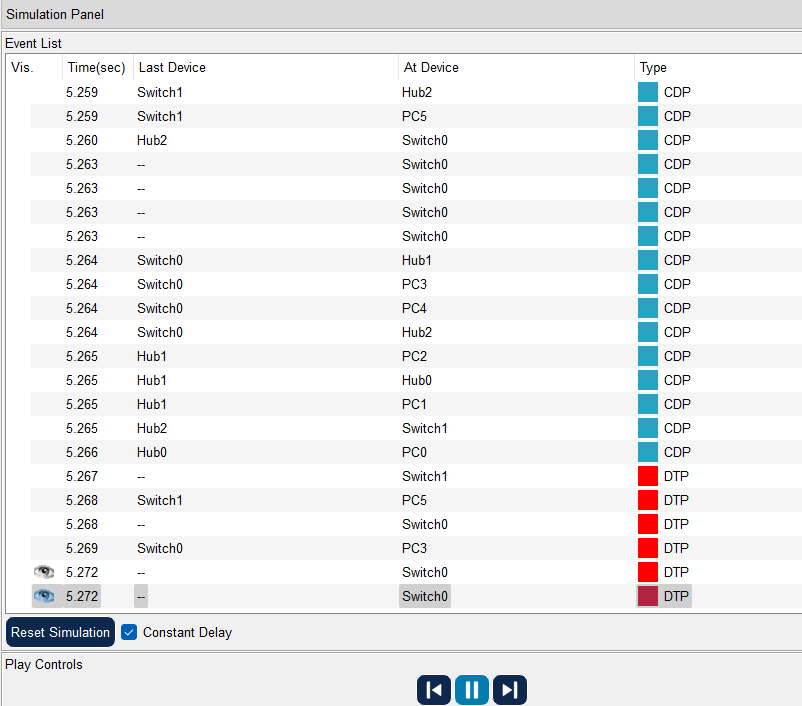 Simulation Panel
Event List
Vis. Time(sec) Last Device At Device Type
5.259 Switch1 Hub2 CDP
5.259 Switch1 PC5 CDP
5.260 Hub2 Switch0 CDP
5.263 -- Switch0 CDP
5.263 -- Switch0 CDP
5.263 -- Switch0 CDP
5.263 -- Switch0 CDP
5.264 Switch0 Hub1 CDP
5.264 Switch0 PC3 CDP
5.264 Switch0 PC4 CDP
5.264 Switch0 Hub2 CDP
5.265 Hub1 PC2 CDP
5.265 Hub1 Hub0 CDP
5.265 Hub1 PC1 CDP
5.265 Hub2 Switch1 CDP
5.266 Hub0 PC0 CDP
5.267 -- Switch1 DTP
5.268 Switch1 PC5 DTP
5.268 -- Switch0 DTP
5.269 Switch0 PC3 DTP
5.272 -- Switch0 DTP
5.272 -- Switch0 DTP
Reset Simulation Constant Delay
Play Controls